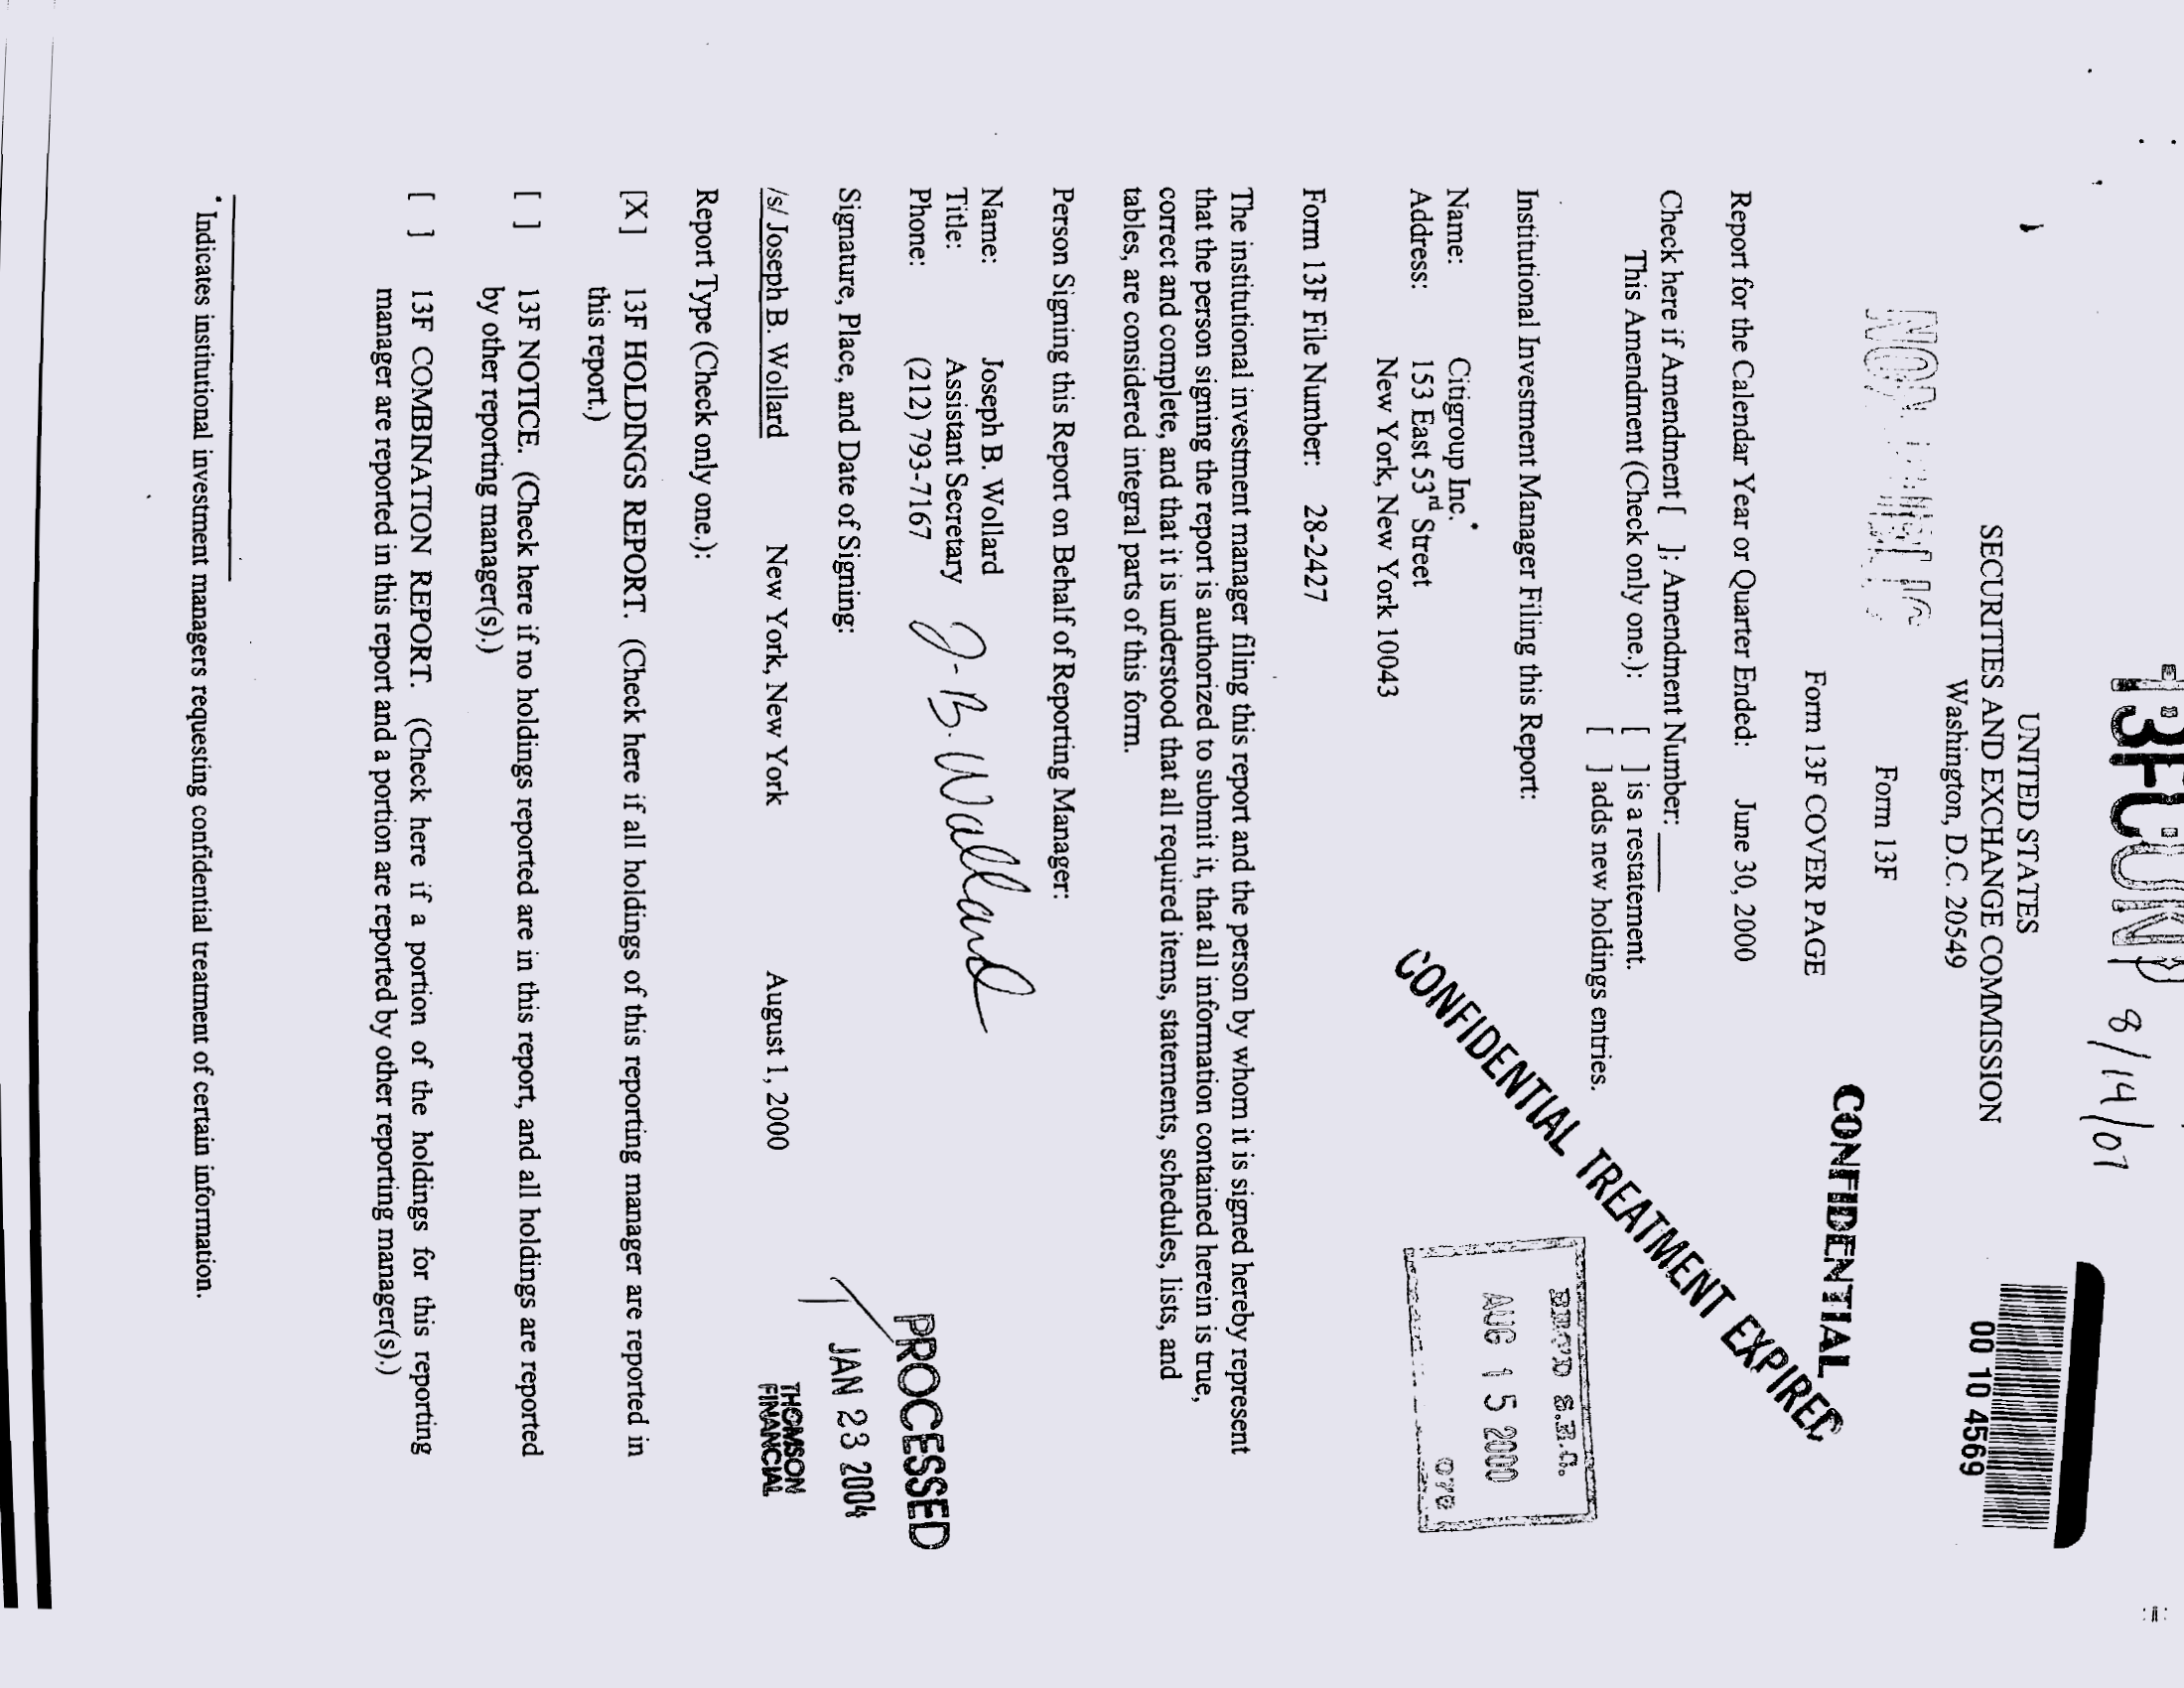 8/14/07
UNITED STATES
SECURITIES AND EXCHANGE COMMISSION
Washington, D.C. 20549
00 10 4569
Form 13F
CONFIDENTIAL
Form 13F COVER PAGE
CONFIDENTIAL TREATMENT EXPIRED
Report for the Calendar Year or Quarter Ended: June 30, 2000
Check here if Amendment [ ]; Amendment Number:
This Amendment (Check only one.): [ ] is a restatement.
[ ] adds new holdings entries.
REC'D S.E.C.
AUG 15 2000
070
Institutional Investment Manager Filing this Report:
Name: Citigroup Inc.*
Address: 153 East 53rd Street
New York, New York 10043
Form 13F File Number: 28-2427
The institutional investment manager filing this report and the person by whom it is signed hereby represent
that the person signing the report is authorized to submit it, that all information contained herein is true,
correct and complete, and that it is understood that all required items, statements, schedules, lists, and
tables, are considered integral parts of this form.
Person Signing this Report on Behalf of Reporting Manager:
Name: Joseph B. Wollard
Title: Assistant Secretary
Phone: (212) 793-7167
J. B. Wollard
PROCESSED
JAN 23 2004
THOMSON
FINANCIAL
Signature, Place, and Date of Signing:
/s/ Joseph B. Wollard New York, New York August 1, 2000
Report Type (Check only one.):
[X] 13F HOLDINGS REPORT. (Check here if all holdings of this reporting manager are reported in
this report.)
[ ] 13F NOTICE. (Check here if no holdings reported are in this report, and all holdings are reported
by other reporting manager(s).)
[ ] 13F COMBINATION REPORT. (Check here if a portion of the holdings for this reporting
manager are reported in this report and a portion are reported by other reporting manager(s).)
* Indicates institutional investment managers requesting confidential treatment of certain information.